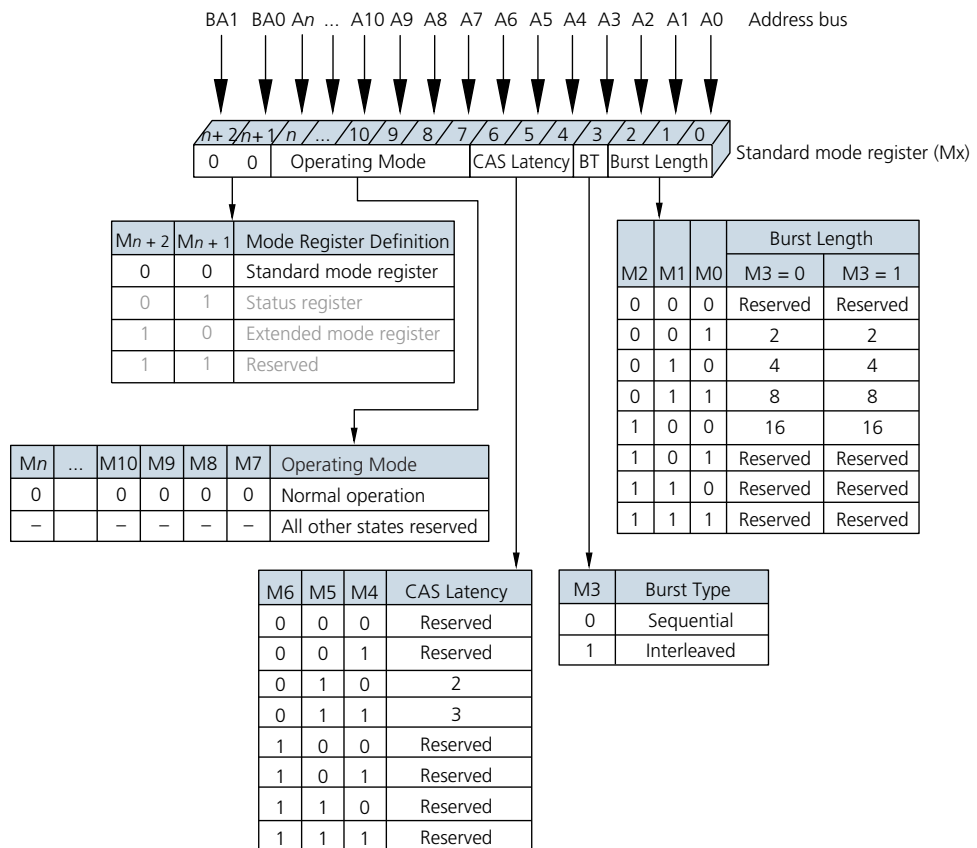 BA1 BA0 An ... A10 A9 A8 A7 A6 A5 A4 A3 A2 A1 A0 Address bus
n + 2 n + 1 n ... 10 9 8 7 6 5 4 3 2 1 0
0 0 Operating Mode CAS Latency BT Burst Length
Standard mode register (Mx)
Mn + 2 Mn + 1 Mode Register Definition
0 0 Standard mode register
0 1 Status register
1 0 Extended mode register
1 1 Reserved
Burst Length
M2 M1 M0 M3 = 0 M3 = 1
0 0 0 Reserved Reserved
0 0 1 2 2
0 1 0 4 4
0 1 1 8 8
1 0 0 16 16
1 0 1 Reserved Reserved
1 1 0 Reserved Reserved
1 1 1 Reserved Reserved
Mn ... M10 M9 M8 M7 Operating Mode
0 0 0 0 0 Normal operation
– – – – – All other states reserved
M6 M5 M4 CAS Latency
0 0 0 Reserved
0 0 1 Reserved
0 1 0 2
0 1 1 3
1 0 0 Reserved
1 0 1 Reserved
1 1 0 Reserved
1 1 1 Reserved
M3 Burst Type
0 Sequential
1 Interleaved